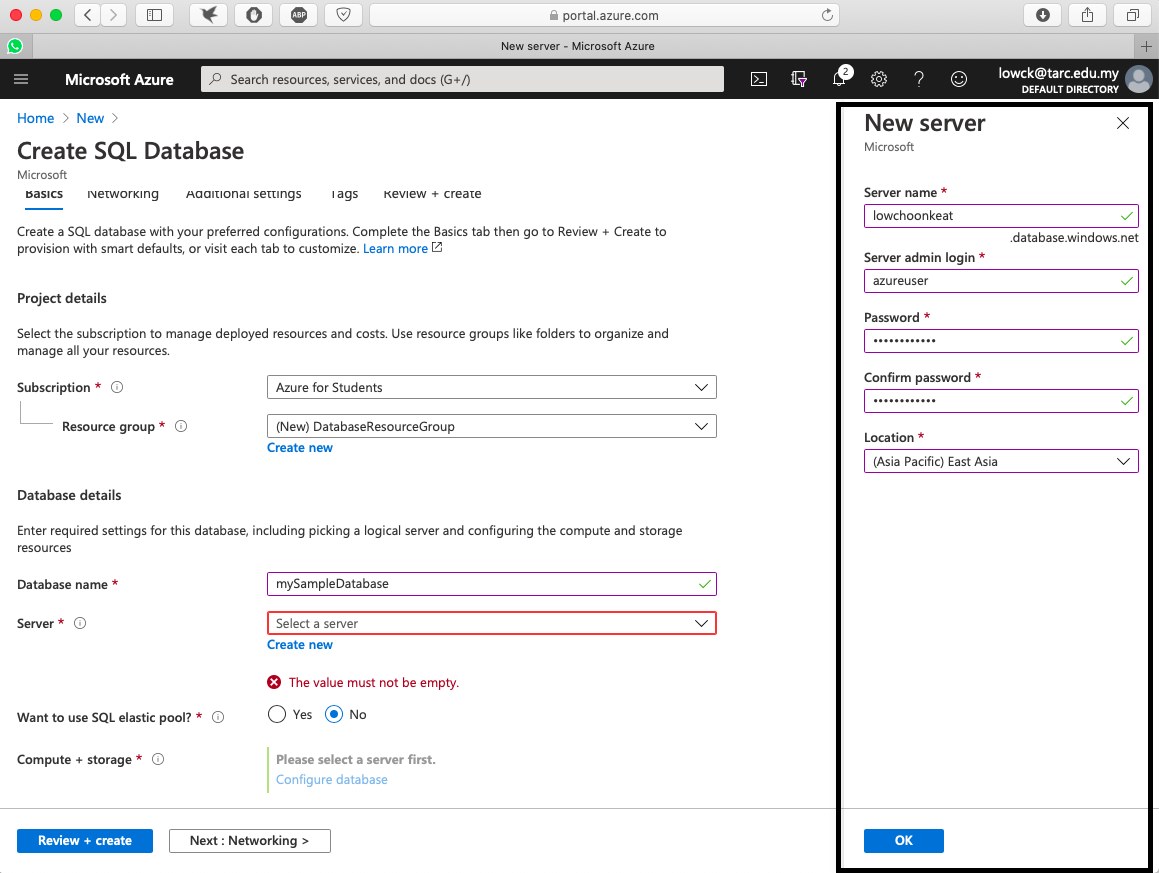 portal.azure.com
ABP
New server - Microsoft Azure
Microsoft Azure
Search resources, services, and docs (G+/)
2
lowck@tarc.edu.my
DEFAULT DIRECTORY
Home > New >
Create SQL Database
Microsoft
Basics Networking Additional settings Tags Review + create
Create a SQL database with your preferred configurations. Complete the Basics tab then go to Review + Create to
provision with smart defaults, or visit each tab to customize. Learn more
Project details
Select the subscription to manage deployed resources and costs. Use resource groups like folders to organize and
manage all your resources.
Subscription *
Azure for Students
Resource group *
(New) DatabaseResourceGroup
Create new
Database details
Enter required settings for this database, including picking a logical server and configuring the compute and storage
resources
Database name *
mySampleDatabase
Server *
Select a server
Create new
The value must not be empty.
Want to use SQL elastic pool? *
Yes No
Compute + storage *
Please select a server first.
Configure database
Review + create
Next : Networking >
New server
Microsoft
Server name *
lowchoonkeat
.database.windows.net
Server admin login *
azureuser
Password *
••••••••••••
Confirm password *
••••••••••••
Location *
(Asia Pacific) East Asia
OK